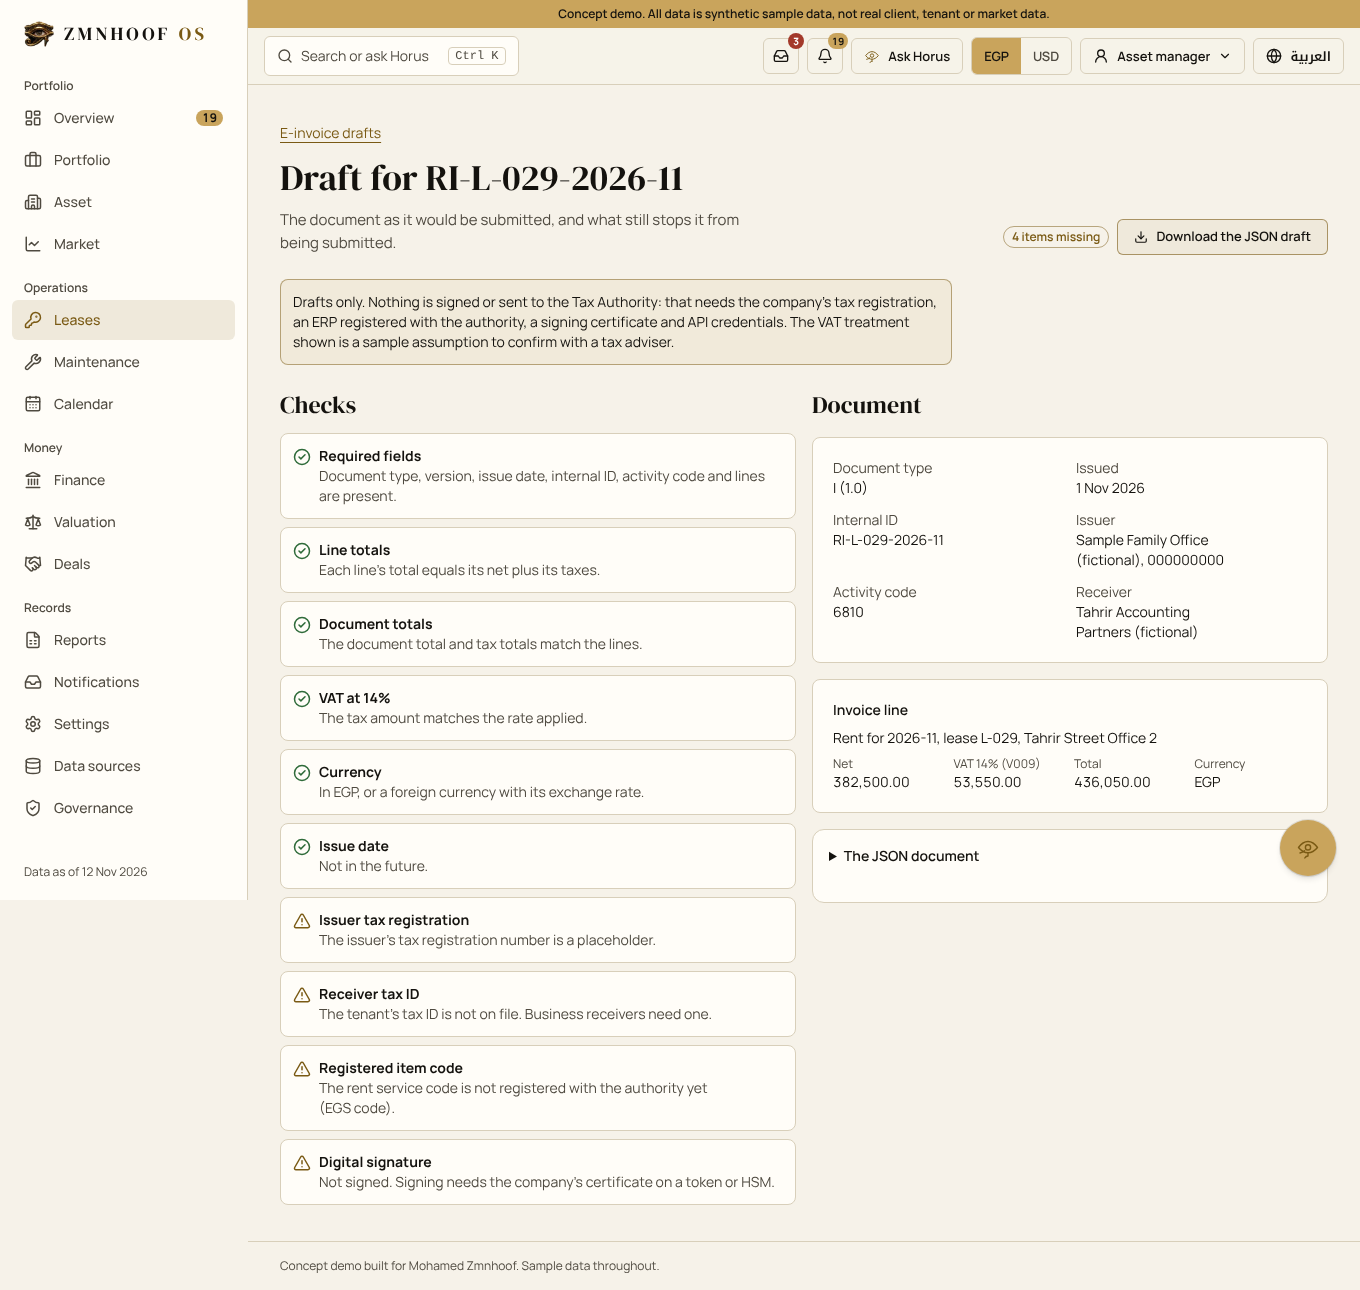 Concept demo. All data is synthetic sample data, not real client, tenant or market data.
ZMNHOOF OS
Portfolio
Overview 19
Portfolio
Asset
Market
Operations
Leases
Maintenance
Calendar
Money
Finance
Valuation
Deals
Records
Reports
Notifications
Settings
Data sources
Governance
Data as of 12 Nov 2026
Search or ask Horus Ctrl K
3
19
Ask Horus
EGP USD
Asset manager
العربية
E-invoice drafts
Draft for RI-L-029-2026-11
The document as it would be submitted, and what still stops it from
being submitted.
4 items missing
Download the JSON draft
Drafts only. Nothing is signed or sent to the Tax Authority: that needs the company's tax registration,
an ERP registered with the authority, a signing certificate and API credentials. The VAT treatment
shown is a sample assumption to confirm with a tax adviser.
Checks
Required fields
Document type, version, issue date, internal ID, activity code and lines
are present.
Line totals
Each line's total equals its net plus its taxes.
Document totals
The document total and tax totals match the lines.
VAT at 14%
The tax amount matches the rate applied.
Currency
In EGP, or a foreign currency with its exchange rate.
Issue date
Not in the future.
Issuer tax registration
The issuer's tax registration number is a placeholder.
Receiver tax ID
The tenant's tax ID is not on file. Business receivers need one.
Registered item code
The rent service code is not registered with the authority yet
(EGS code).
Digital signature
Not signed. Signing needs the company's certificate on a token or HSM.
Document
Document type
I (1.0)
Issued
1 Nov 2026
Internal ID
RI-L-029-2026-11
Issuer
Sample Family Office
(fictional), 000000000
Activity code
6810
Receiver
Tahrir Accounting
Partners (fictional)
Invoice line
Rent for 2026-11, lease L-029, Tahrir Street Office 2
Net VAT 14% (V009) Total Currency
382,500.00 53,550.00 436,050.00 EGP
The JSON document
Concept demo built for Mohamed Zmnhoof. Sample data throughout.